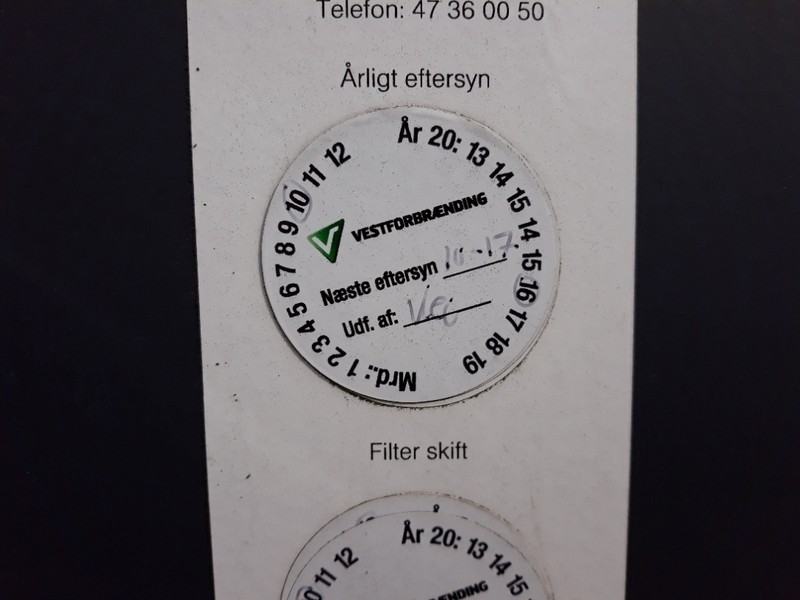 Telefon: 47 36 00 50
Årligt eftersyn
År 20: 13 14 15 14 15 16 17 18 19
Mrd.: 1 2 3 4 5 6 7 8 9 10 11 12
VESTFORBRÆNDING
Næste eftersyn 10-17
Udf. af:
Filter skift
År 20: 13 14 15
11 12